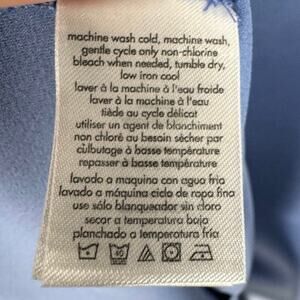 machine wash cold, machine wash,
gentle cycle only non-chlorine
bleach when needed, tumble dry,
low iron cool
laver à la machine à l'eau froide
laver à la machine à l'eau
tiède au cycle délicat
utiliser un agent de blanchiment
non chloré au besoin sècher par
culbutage à basse température
repasser à basse température
lavado a maquina con agua fria
lavado a máquina ciclo de ropa fina
use sólo blanqueador sin cloro
secar a temperatura baja
planchado a temperatura fria
40